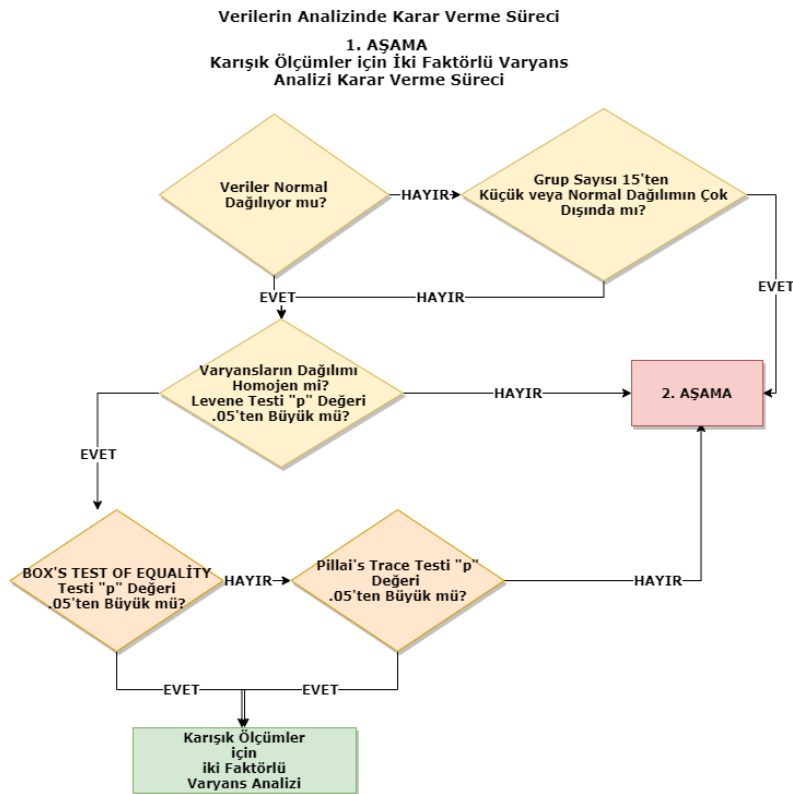 Verilerin Analizinde Karar Verme Süreci
1. AŞAMA
Karışık Ölçümler için İki Faktörlü Varyans
Analizi Karar Verme Süreci
Veriler Normal
Dağılıyor mu?
HAYIR
Grup Sayısı 15'ten
Küçük veya Normal Dağılımın Çok
Dışında mı?
EVET
EVET
HAYIR
Varyansların Dağılımı
Homojen mi?
Levene Testi "p" Değeri
.05'ten Büyük mü?
HAYIR
2. AŞAMA
EVET
BOX'S TEST OF EQUALİTY
Testi "p" Değeri
.05'ten Büyük mü?
HAYIR
Pillai's Trace Testi "p"
Değeri
.05'ten Büyük mü?
HAYIR
EVET
EVET
Karışık Ölçümler
için
iki Faktörlü
Varyans Analizi